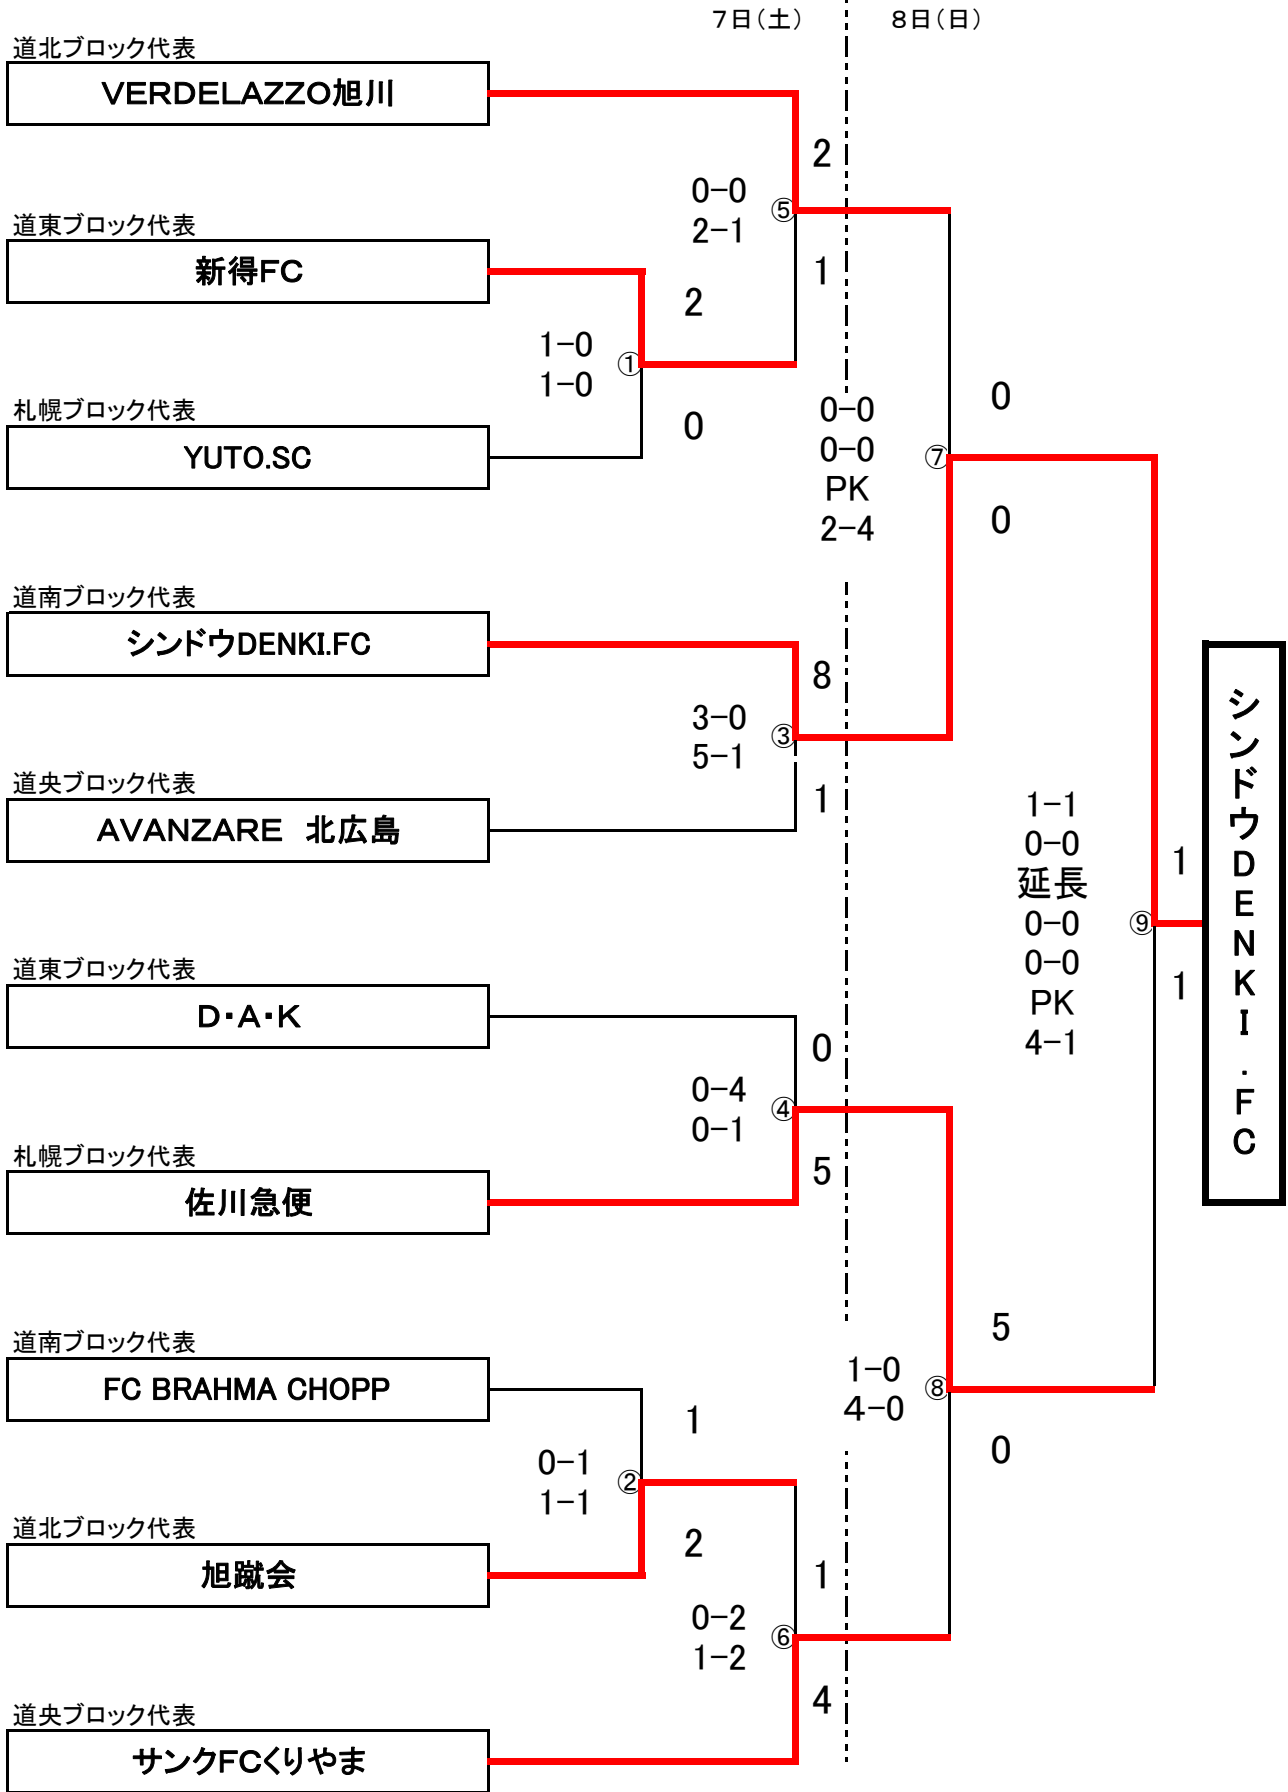 7日(土)
8日(日)
道北ブロック代表
VERDELAZZO旭川
2
0-0
2-1
⑤
道東ブロック代表
新得FC
1
2
1-0
1-0
①
札幌ブロック代表
YUTO.SC
0
0-0
0-0
PK
2-4
⑦
0
0
道南ブロック代表
シンドウDENKI.FC
8
3-0
5-1
③
道央ブロック代表
AVANZARE 北広島
1
1-1
0-0
延長
0-0
0-0
PK
4-1
⑨
1
1
シンドウDENKI.FC
道東ブロック代表
D・A・K
0
0-4
0-1
④
札幌ブロック代表
佐川急便
5
道南ブロック代表
FC BRAHMA CHOPP
1
1-0
4-0
⑧
5
0
0-1
1-1
②
道北ブロック代表
旭蹴会
2
1
0-2
1-2
⑥
道央ブロック代表
サンクFCくりやま
4